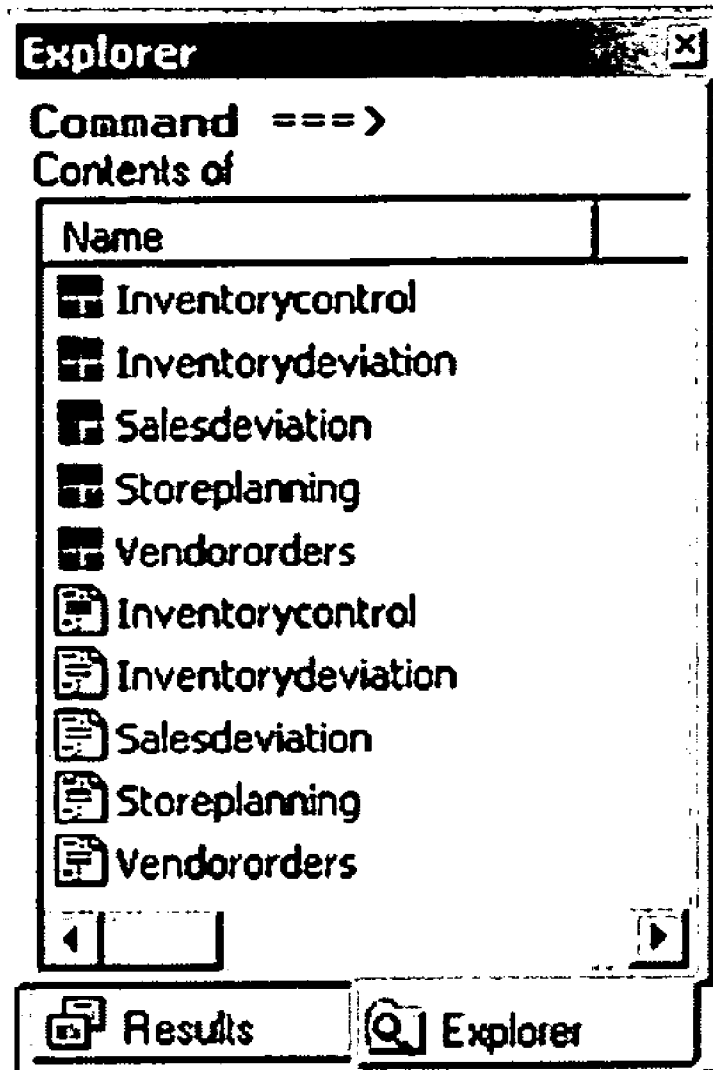 Explorer
Command ===>
Contents of
Name
Inventorycontrol
Inventorydeviation
Salesdeviation
Storeplanning
Vendororders
Inventorycontrol
Inventorydeviation
Salesdeviation
Storeplanning
Vendororders
Results Explorer